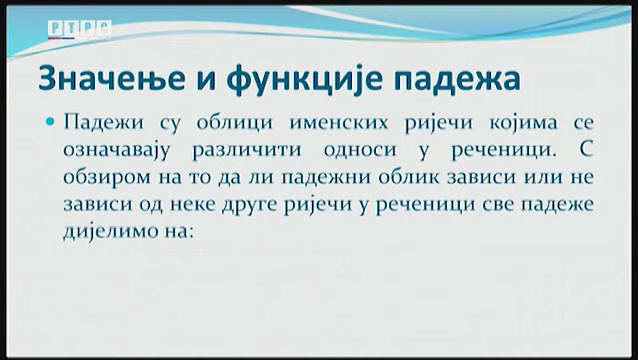 РТРС
Значење и функције падежа
• Падежи су облици именских ријечи којима се
означавају различити односи у реченици. С
обзиром на то да ли падежни облик зависи или не
зависи од неке друге ријечи у реченици све падеже
дијелимо на: